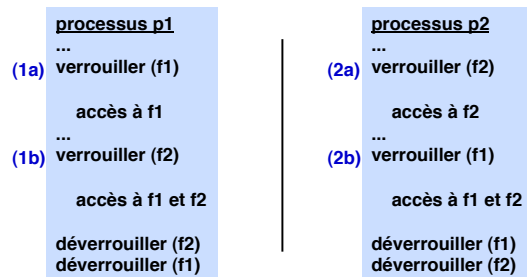 processus p1
...
(1a) verrouiller (f1)
accès à f1
...
(1b) verrouiller (f2)
accès à f1 et f2
déverrouiller (f2)
déverrouiller (f1)
processus p2
...
(2a) verrouiller (f2)
accès à f2
...
(2b) verrouiller (f1)
accès à f1 et f2
déverrouiller (f1)
déverrouiller (f2)